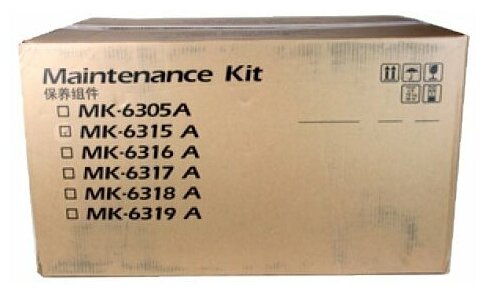 Maintenance Kit
保养组件
MK-6305A
MK-6315 A
MK-6316 A
MK-6317 A
MK-6318 A
MK-6319 A